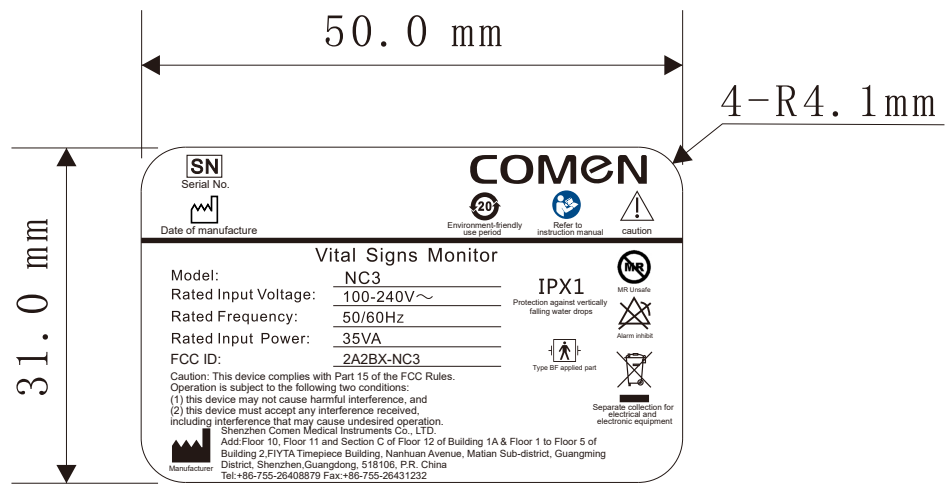 50.0 mm
4-R4.1mm
31.0 mm
SN
Serial No.
Date of manufacture
COMEN
20
Environment-friendly
use period
Refer to
instruction manual
caution
Vital Signs Monitor
Model: NC3
Rated Input Voltage: 100-240V～
Rated Frequency: 50/60Hz
Rated Input Power: 35VA
FCC ID: 2A2BX-NC3
IPX1
Protection against vertically
falling water drops
Type BF applied part
MR
MR Unsafe
Alarm inhibit
Separate collection for
electrical and
electronic equipment
Caution: This device complies with Part 15 of the FCC Rules.
Operation is subject to the following two conditions:
(1) this device may not cause harmful interference, and
(2) this device must accept any interference received,
including interference that may cause undesired operation.
Manufacturer
Shenzhen Comen Medical Instruments Co., LTD.
Add:Floor 10, Floor 11 and Section C of Floor 12 of Building 1A & Floor 1 to Floor 5 of
Building 2,FIYTA Timepiece Building, Nanhuan Avenue, Matian Sub-district, Guangming
District, Shenzhen,Guangdong, 518106, P.R. China
Tel:+86-755-26408879 Fax:+86-755-26431232